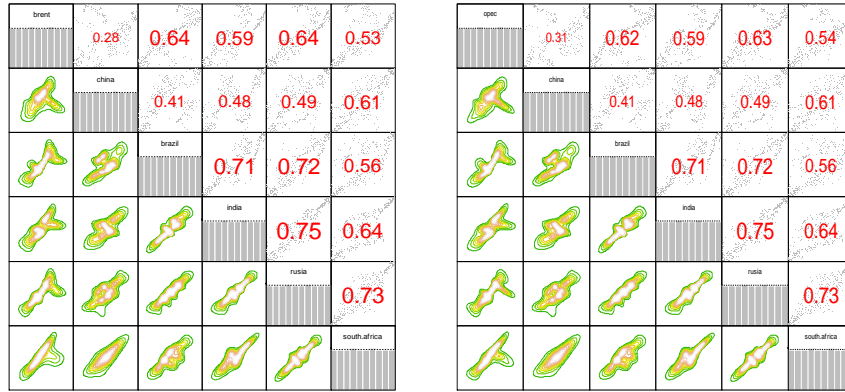 brent 0.28 0.64 0.59 0.64 0.53
china 0.41 0.48 0.49 0.61
brazil 0.71 0.72 0.56
india 0.75 0.64
rusia 0.73
south.africa
opec 0.31 0.62 0.59 0.63 0.54
china 0.41 0.48 0.49 0.61
brazil 0.71 0.72 0.56
india 0.75 0.64
rusia 0.73
south.africa